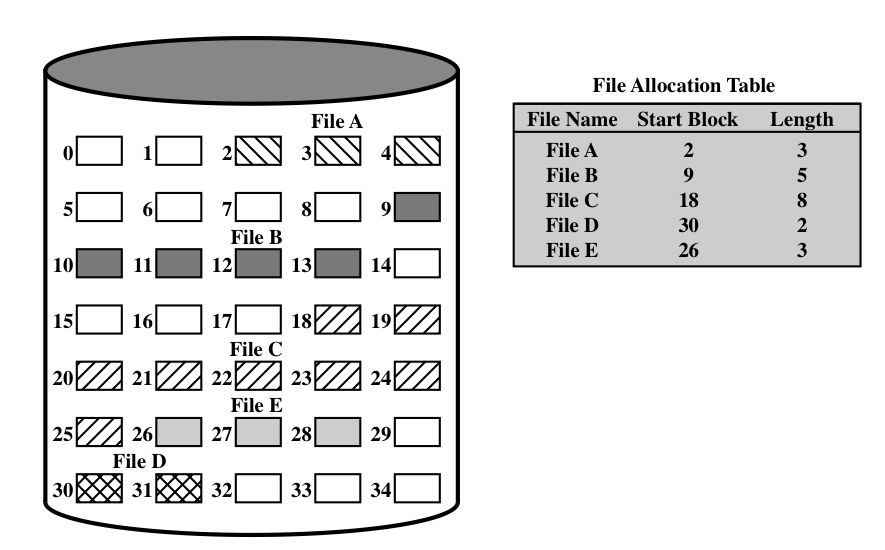 File Allocation Table
File Name Start Block Length
File A 2 3
File B 9 5
File C 18 8
File D 30 2
File E 26 3
File A
0 1 2 3 4
5 6 7 8 9
File B
10 11 12 13 14
15 16 17 18 19
File C
20 21 22 23 24
File E
25 26 27 28 29
File D
30 31 32 33 34